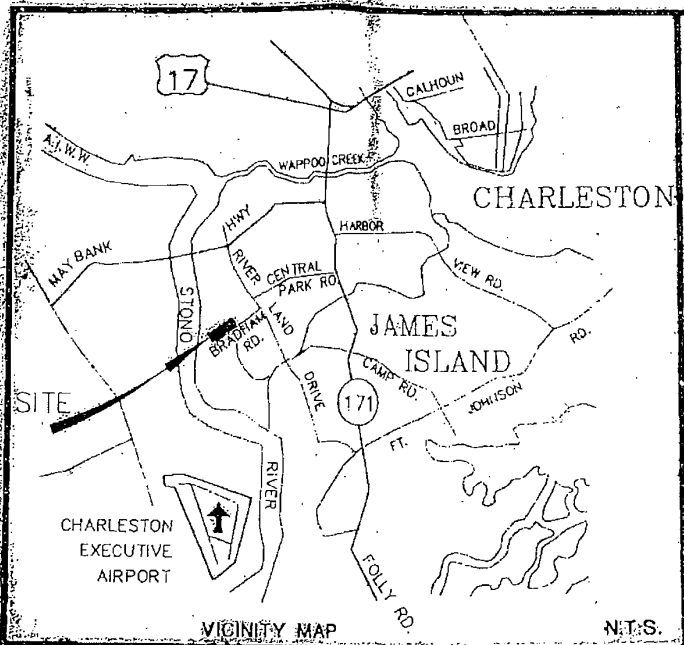 17
CALHOUN
BROAD
A.I.W.W.
WAPPOO CREEK
CHARLESTON
HWY
HARBOR
MAY BANK
RIVER
CENTRAL
PARK RD.
VIEW RD.
STONO
LAND
BRADHAM
RD.
JAMES
ISLAND
RD.
SITE
DRIVE
CAMP RD.
171
JOHNSON
FT.
RIVER
CHARLESTON
EXECUTIVE
AIRPORT
FOLLY RD.
VICINITY MAP
N.T.S.